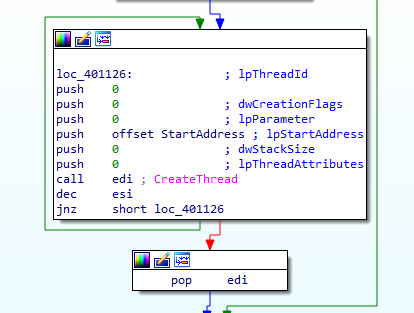 loc_401126: ; lpThreadId
push 0
push 0 ; dwCreationFlags
push 0 ; lpParameter
push offset StartAddress ; lpStartAddress
push 0 ; dwStackSize
push 0 ; lpThreadAttributes
call edi ; CreateThread
dec esi
jnz short loc_401126
pop edi